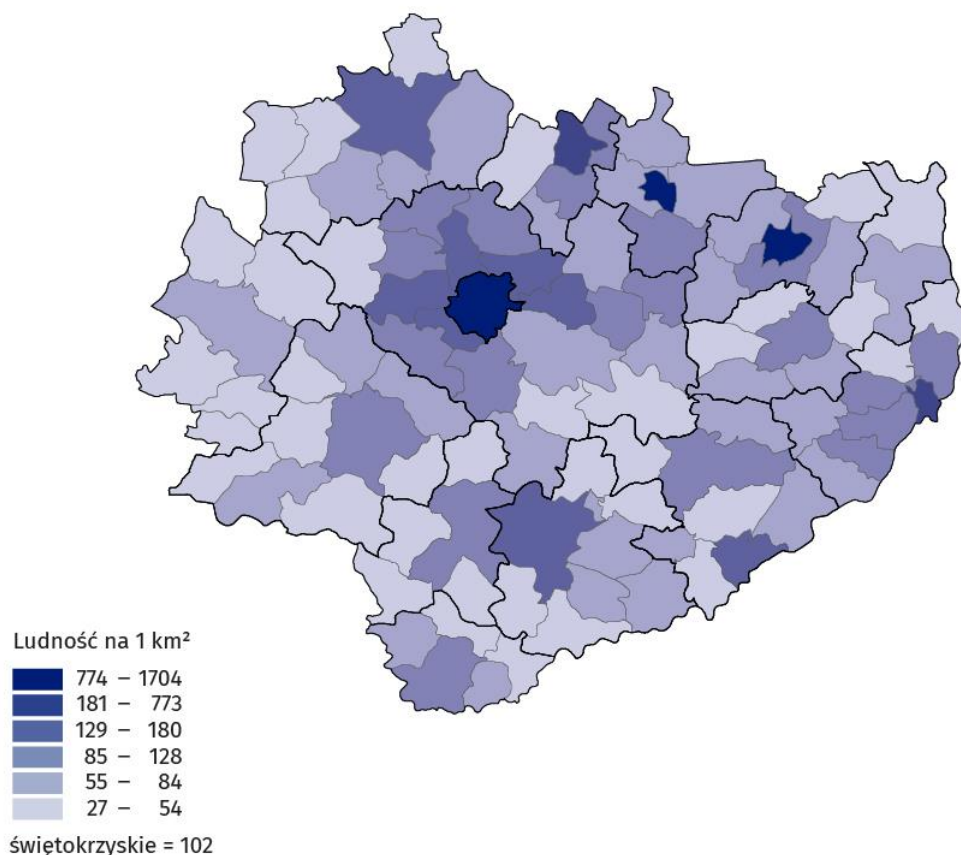 Ludność na 1 km²
774 – 1704
181 – 773
129 – 180
85 – 128
55 – 84
27 – 54
świętokrzyskie = 102